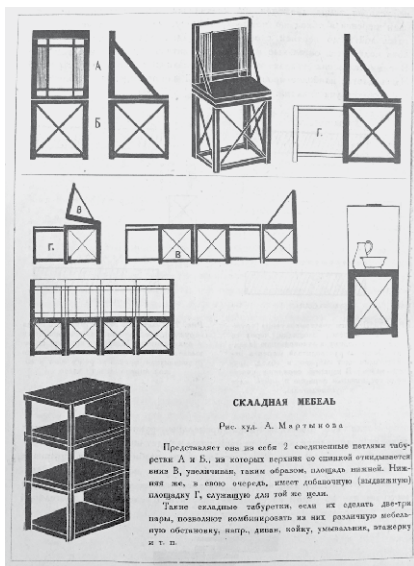 А
Б
Г.
В
Г.
В
СКЛАДНАЯ МЕБЕЛЬ
Рис. худ. А. Мартынова
Представляет она из себя 2 соединенные петлями табу-
ретки А и Б., из которых верхняя со спинкой откидывается
вниз В, увеличивая, таким образом, площадь нижней. Ниж-
няя же, в свою очередь, имеет добавочную (выдвижную)
площадку Г, служащую для той же цели.
Такие складные табуретки, если их сделать две-три
пары, позволяют комбинировать из них различную мебель-
ную обстановку, напр., диван, койку, умывальник, этажерку
и т. п.